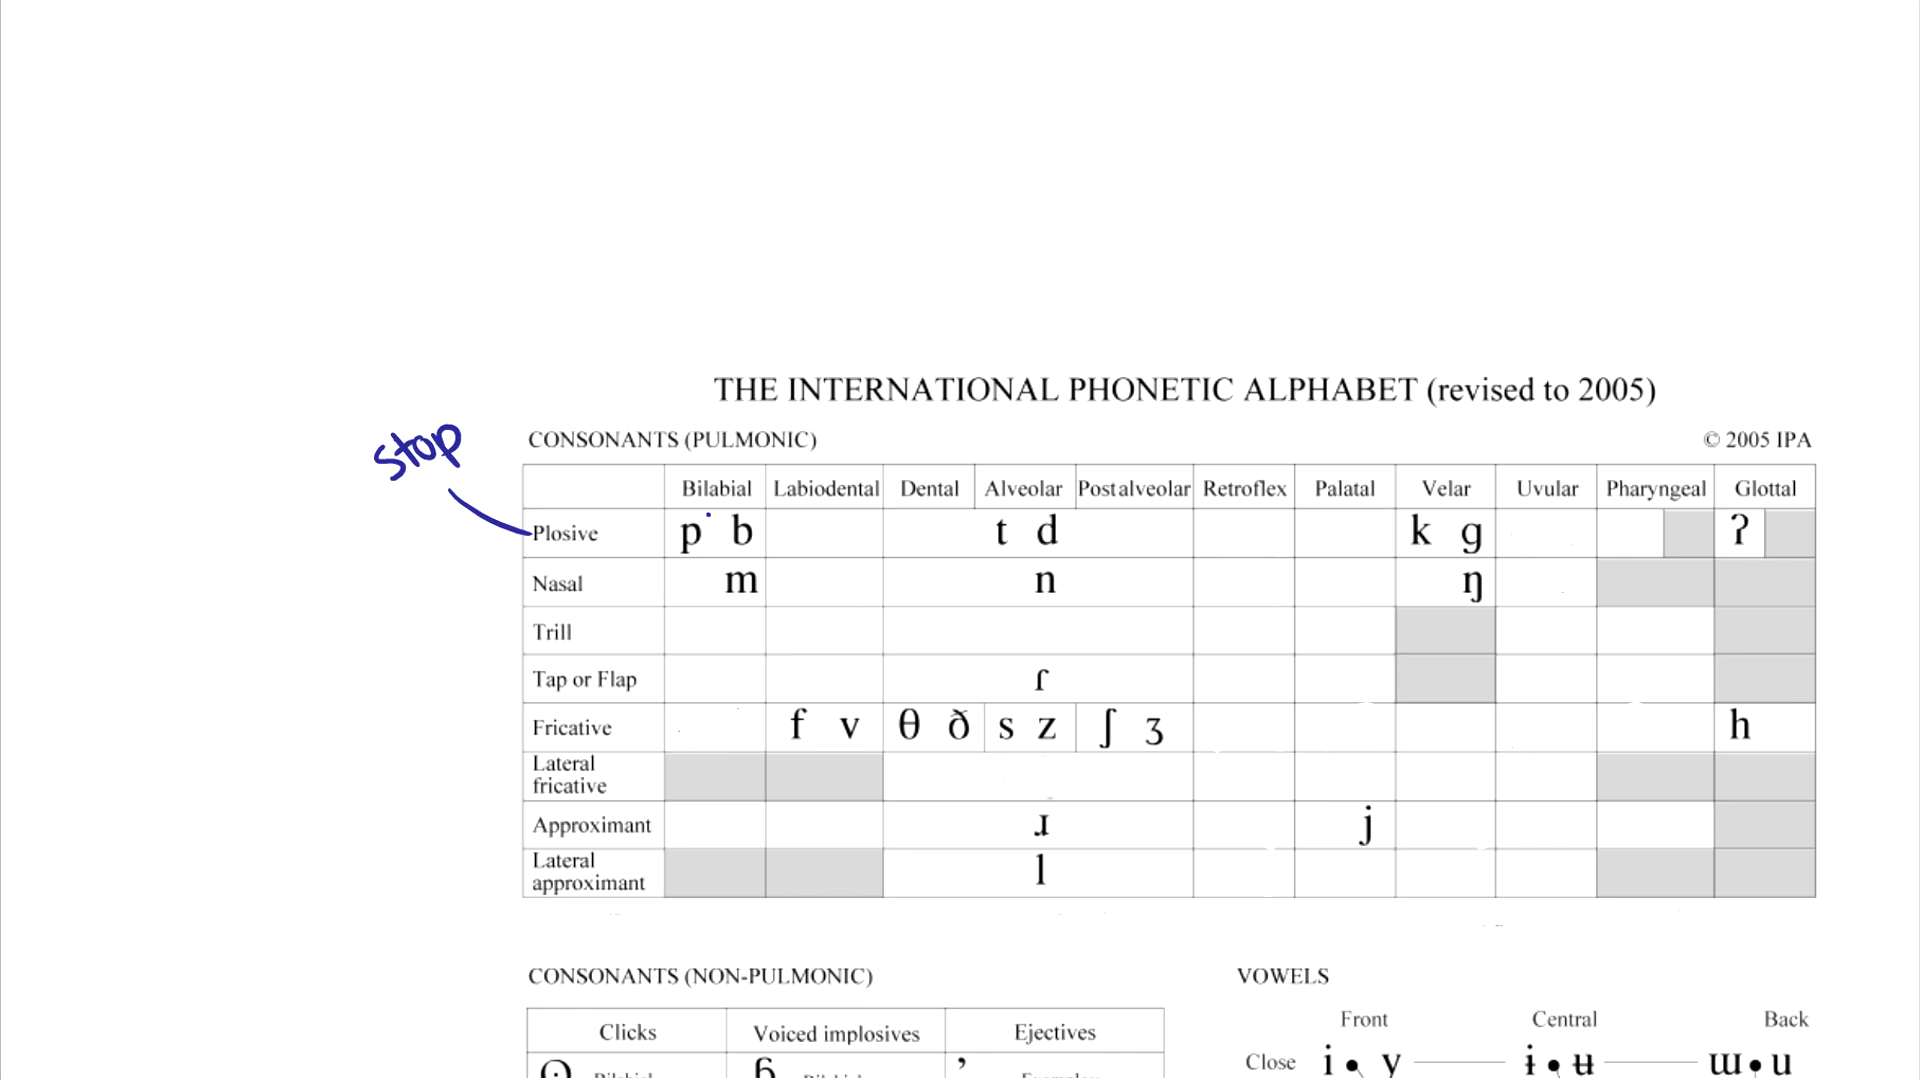 THE INTERNATIONAL PHONETIC ALPHABET (revised to 2005)
stop
CONSONANTS (PULMONIC) © 2005 IPA
Bilabial Labiodental Dental Alveolar Postalveolar Retroflex Palatal Velar Uvular Pharyngeal Glottal
Plosive p b t d k ɡ ʔ
Nasal m n ŋ
Trill
Tap or Flap ɾ
Fricative f v θ ð s z ʃ ʒ h
Lateral
fricative
Approximant ɹ j
Lateral
approximant l
CONSONANTS (NON-PULMONIC) VOWELS
Front Central Back
Clicks Voiced implosives Ejectives
Close i y ɨ ʉ ɯ u
ʘ ɓ ʼ